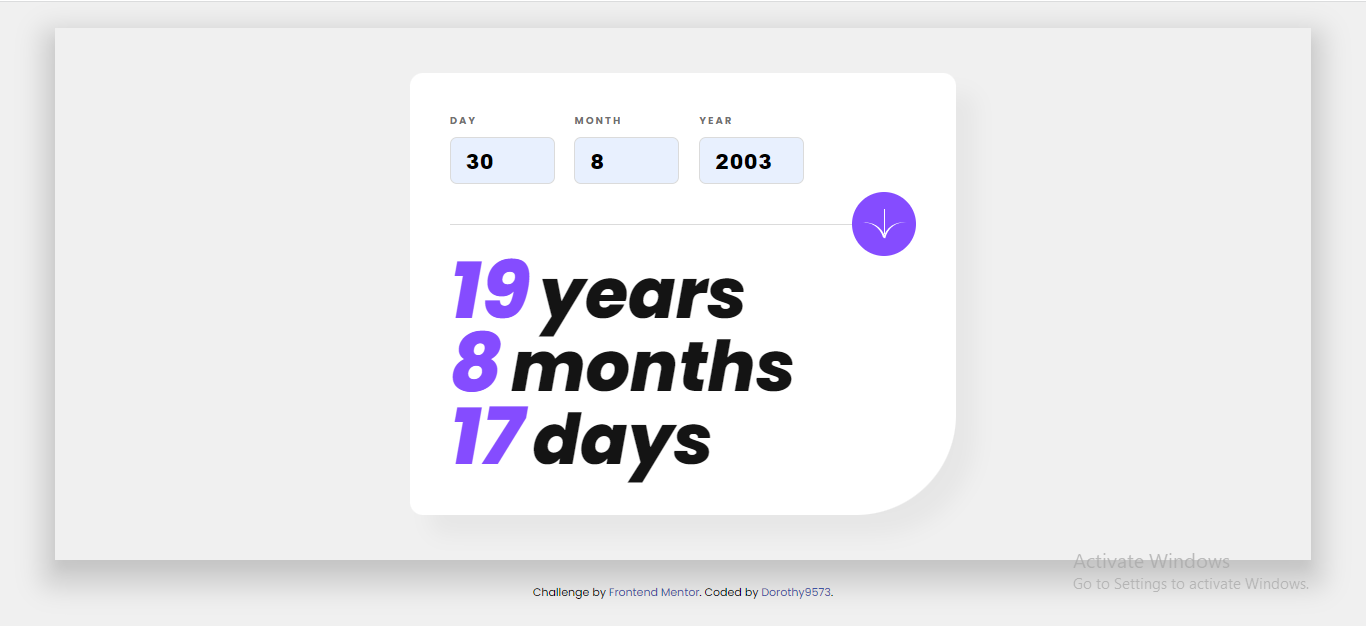 DAY MONTH YEAR
30 8 2003
19 years
8 months
17 days
Activate Windows
Go to Settings to activate Windows.
Challenge by Frontend Mentor. Coded by Dorothy9573.